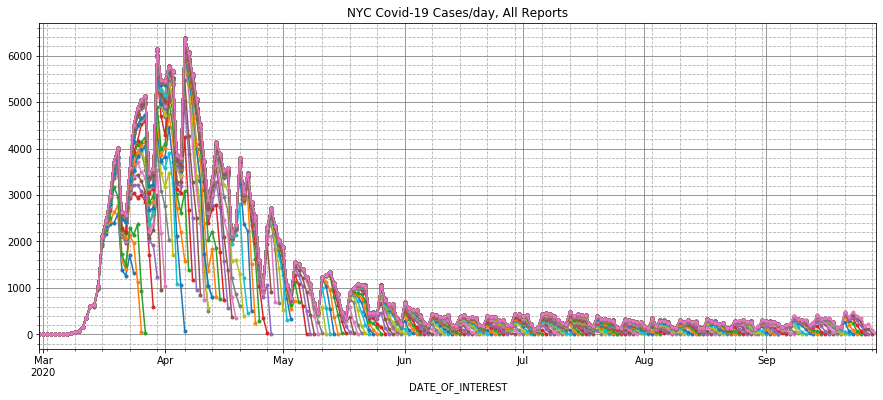 NYC Covid-19 Cases/day, All Reports
6000
5000
4000
3000
2000
1000
0
Mar Apr May Jun Jul Aug Sep
2020
DATE_OF_INTEREST